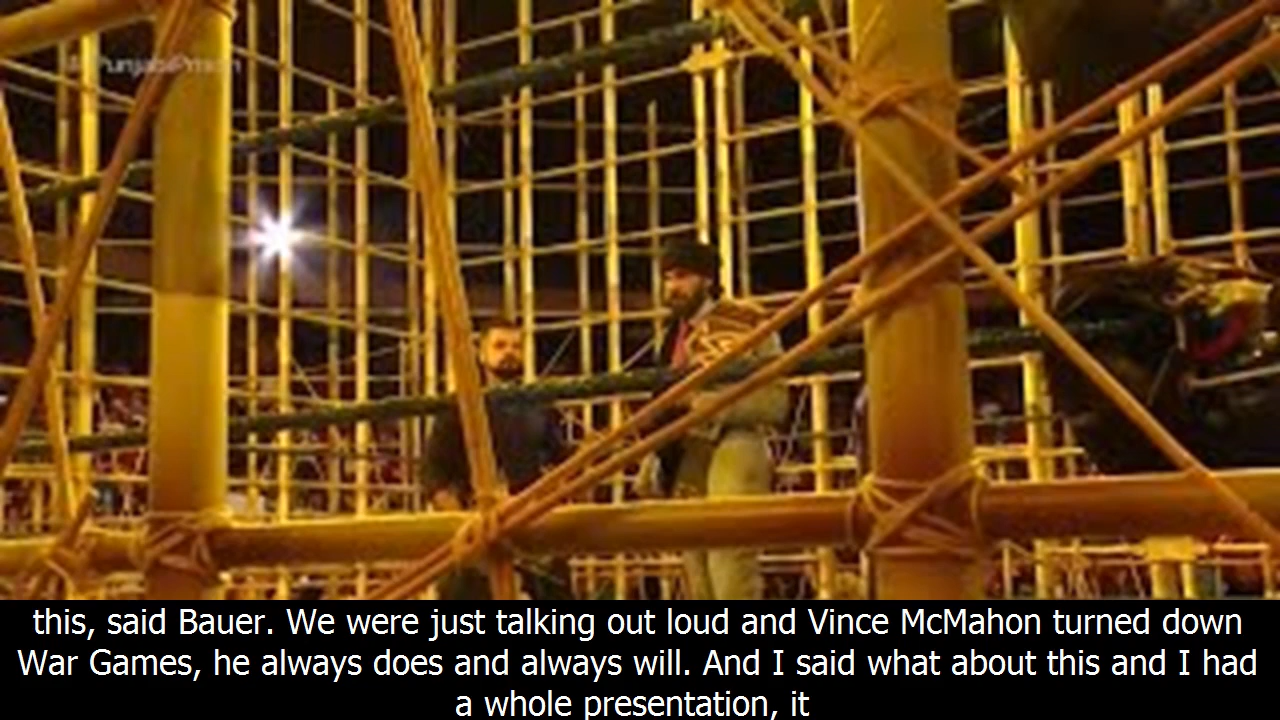 #PunjabiPrison
this, said Bauer. We were just talking out loud and Vince McMahon turned down
War Games, he always does and always will. And I said what about this and I had
a whole presentation, it